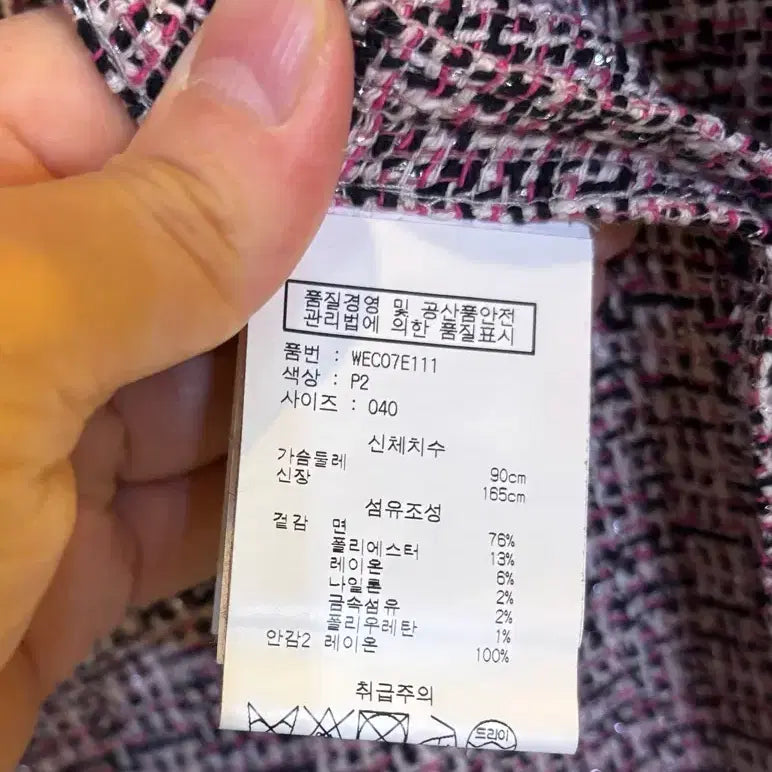 품질경영 및 공산품안전
관리법에 의한 품질표시
품번 : WEC07E111
색상 : P2
사이즈 : 040
신체치수
가슴둘레 90cm
신장 165cm
섬유조성
겉감 면 76%
폴리에스터 13%
레이온 6%
나일론 2%
금속섬유 2%
폴리우레탄 1%
안감2 레이온 100%
취급주의
드라이